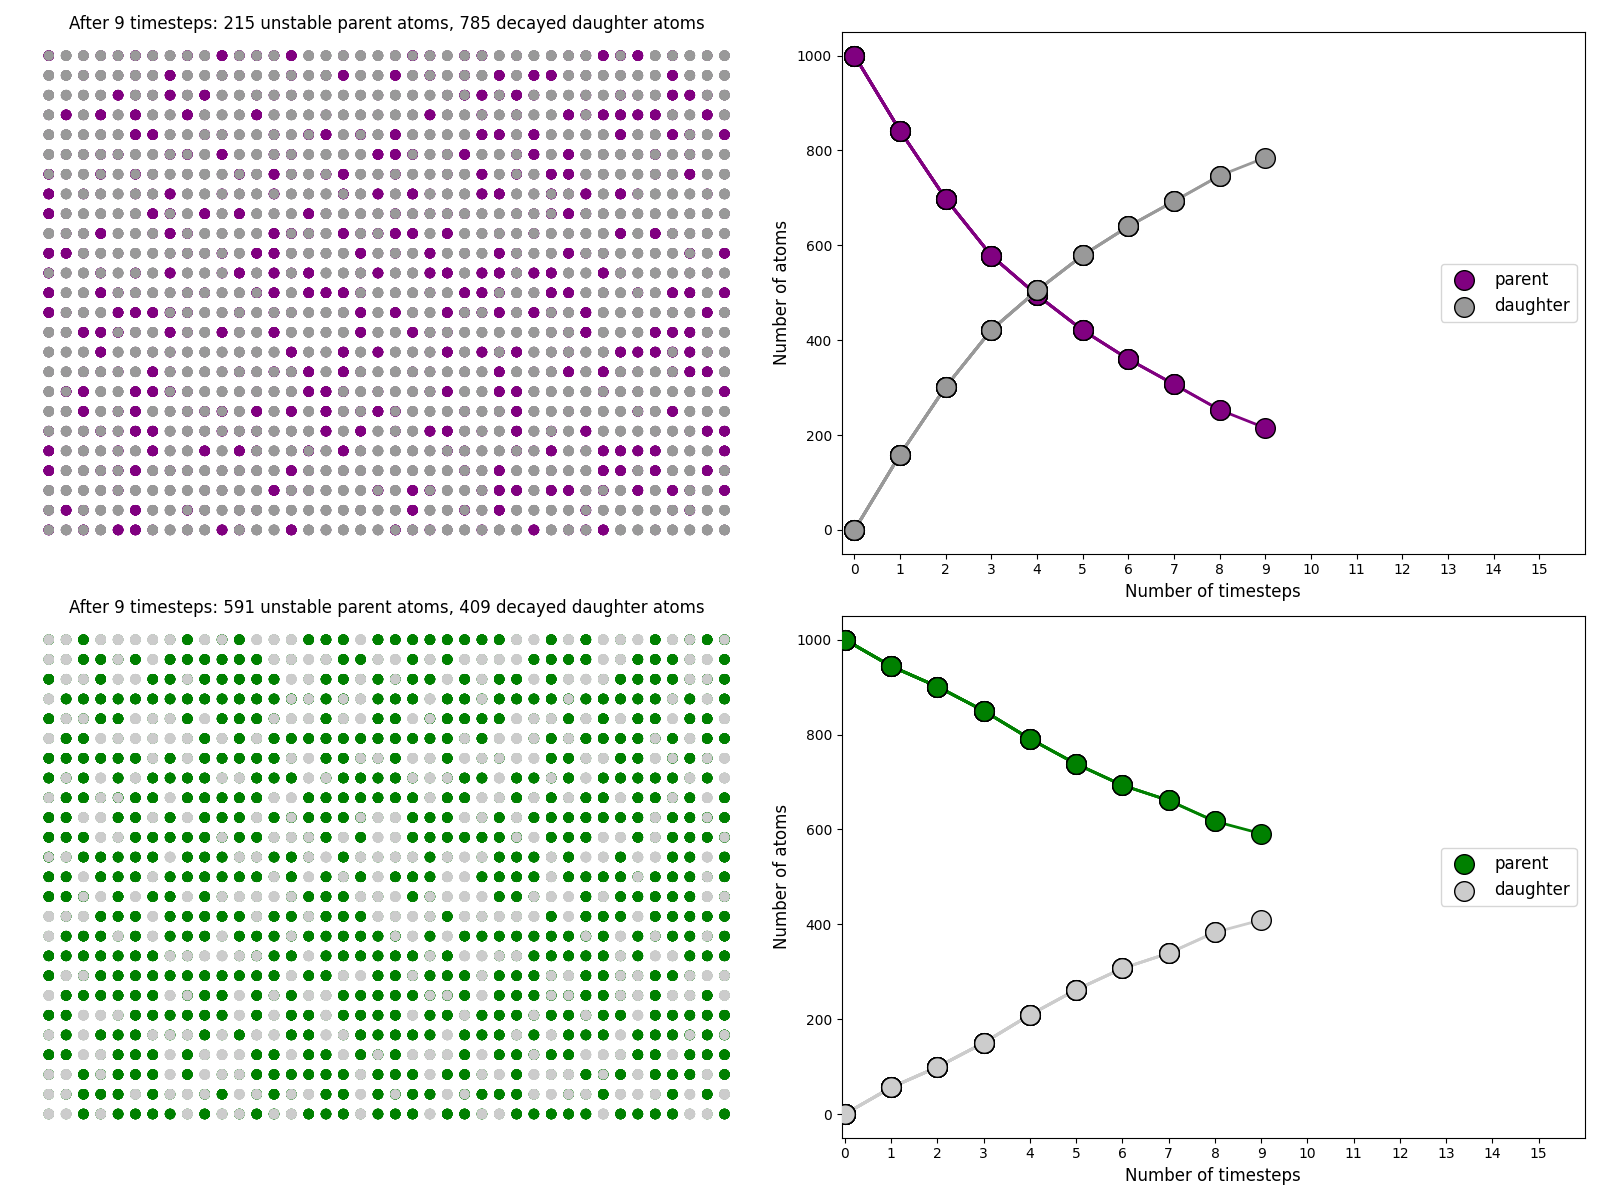 After 9 timesteps: 215 unstable parent atoms, 785 decayed daughter atoms
1000
800
600
400
200
0
Number of atoms
parent
daughter
0 1 2 3 4 5 6 7 8 9 10 11 12 13 14 15
Number of timesteps
After 9 timesteps: 591 unstable parent atoms, 409 decayed daughter atoms
1000
800
600
400
200
0
Number of atoms
parent
daughter
0 1 2 3 4 5 6 7 8 9 10 11 12 13 14 15
Number of timesteps